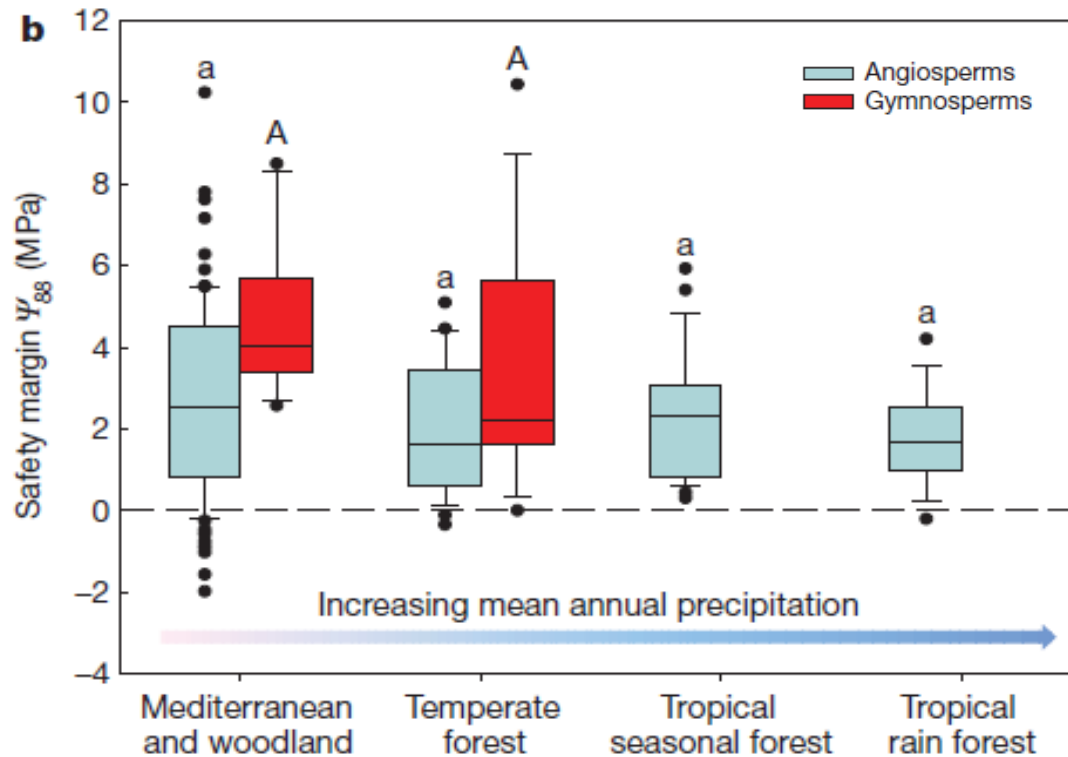 b
12
10
8
6
4
2
0
−2
−4
Safety margin Ψ88 (MPa)
Angiosperms
Gymnosperms
a
A
a
A
a
a
Increasing mean annual precipitation
Mediterranean
and woodland
Temperate
forest
Tropical
seasonal forest
Tropical
rain forest